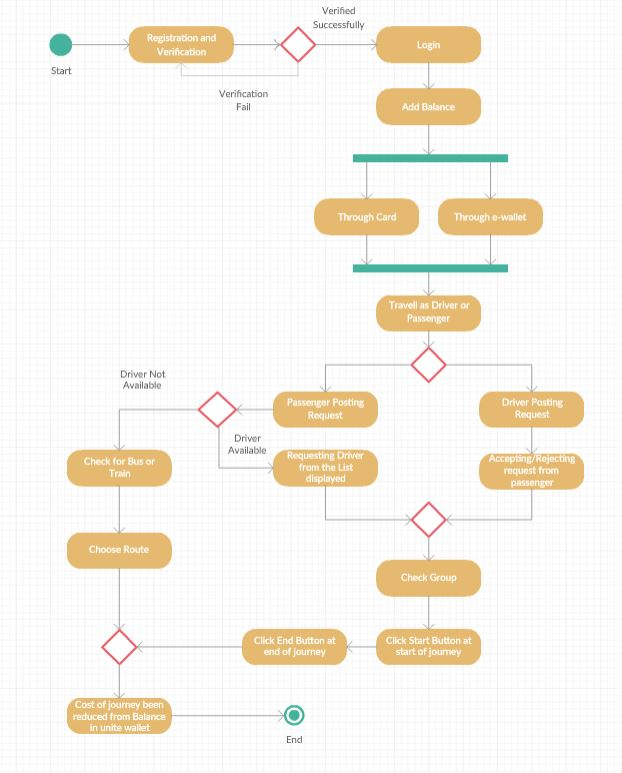 Verified
Successfully
Registration and
Verification
Login
Start
Verification
Fail
Add Balance
Through Card
Through e-wallet
Travell as Driver or
Passenger
Driver Not
Available
Passenger Posting
Request
Driver Posting
Request
Driver
Available
Check for Bus or
Train
Requesting Driver
from the List
displayed
Accepting/Rejecting
request from
passenger
Choose Route
Check Group
Click End Button at
end of journey
Click Start Button at
start of journey
Cost of journey been
reduced from Balance
in unite wallet
End